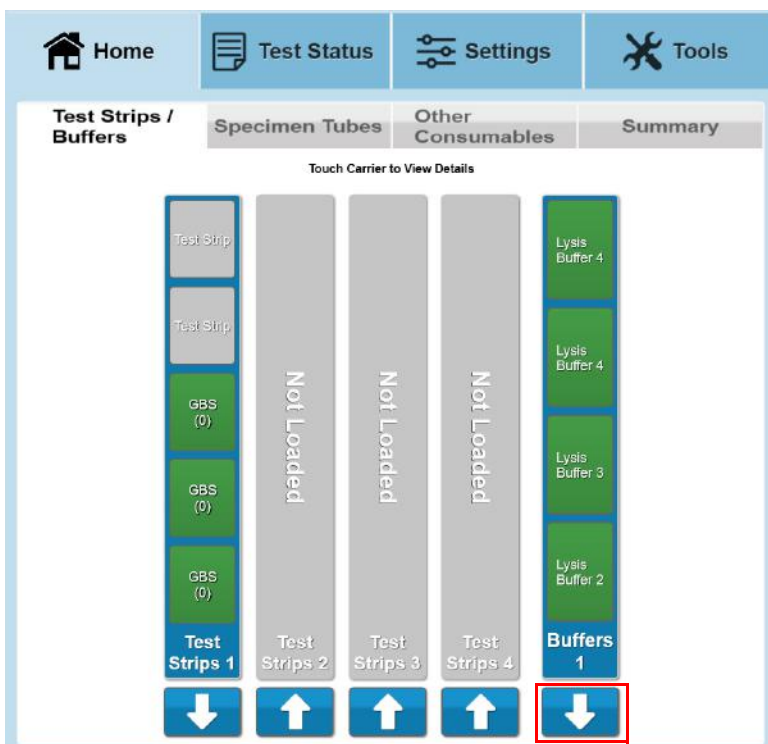 Home
Test Status
Settings
Tools
Test Strips /
Buffers
Specimen Tubes
Other
Consumables
Summary
Touch Carrier to View Details
Test Strip
Test Strip
GBS
(0)
GBS
(0)
GBS
(0)
Test
Strips 1
Not Loaded
Test
Strips 2
Not Loaded
Test
Strips 3
Not Loaded
Test
Strips 4
Lysis
Buffer 4
Lysis
Buffer 4
Lysis
Buffer 3
Lysis
Buffer 2
Buffers
1